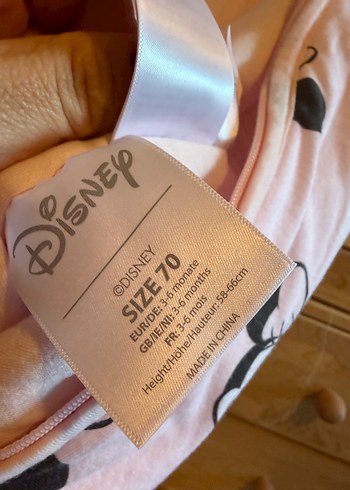 Disney
©DISNEY
SIZE 70
EUR/DE: 3-6 monate
GB/IE/NI: 3-6 months
FR: 3-6 mois
Height/Höhe/Hauteur: 58-66cm
MADE IN CHINA